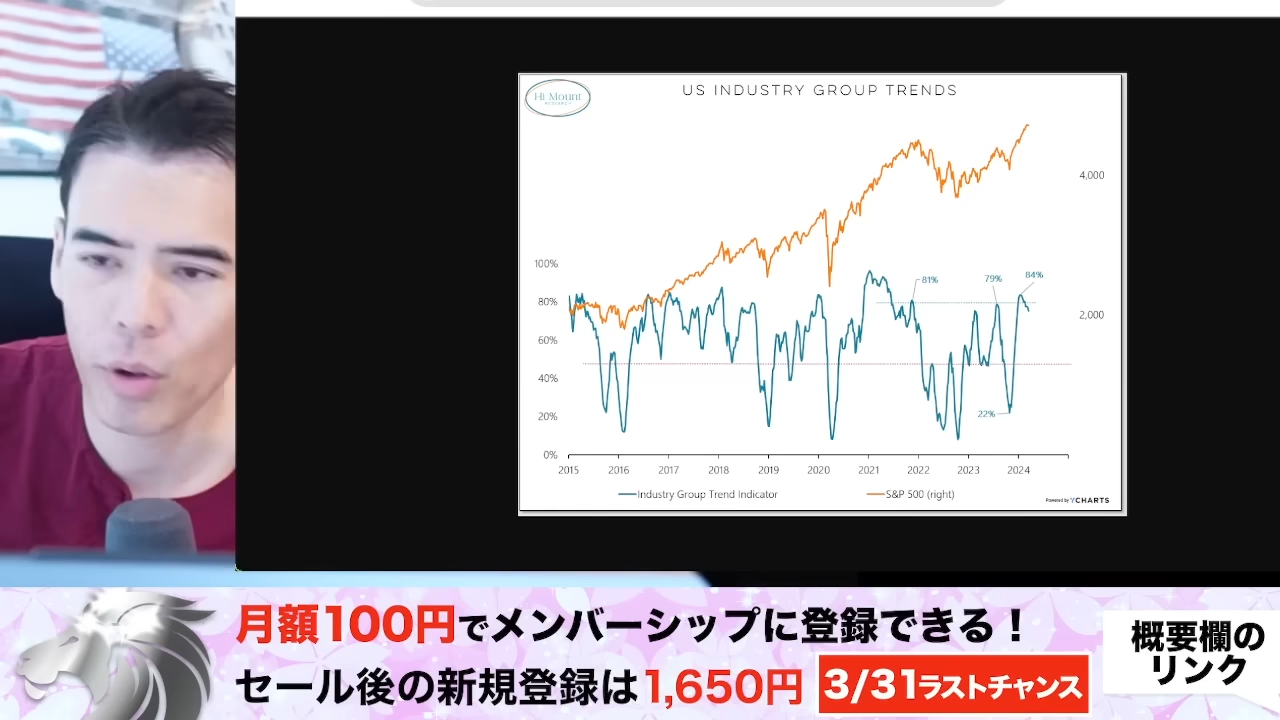 Hi Mount
RESEARCH
US INDUSTRY GROUP TRENDS
4,000
2,000
100%
80%
60%
40%
20%
0%
81%
79%
84%
22%
2015 2016 2017 2018 2019 2020 2021 2022 2023 2024
Industry Group Trend Indicator
S&P 500 (right)
Powered by YCHARTS
月額100円でメンバーシップに登録できる！
セール後の新規登録は1,650円 3/31ラストチャンス
概要欄の
リンク